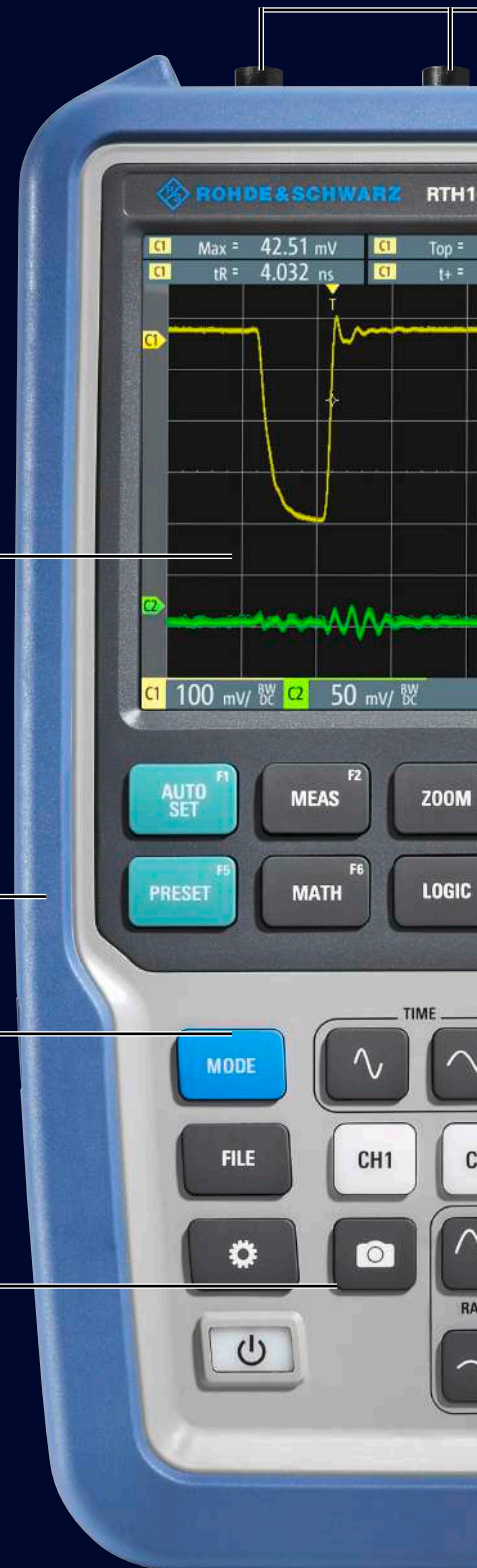 ROHDE & SCHWARZ RTH1
C1 Max = 42.51 mV C1 Top =
C1 tR = 4.032 ns C1 t+ =
T
C1
C2
C1 100 mV/ BW DC C2 50 mV/ BW DC
F1 F2
AUTO SET MEAS ZOOM
F5 F6
PRESET MATH LOGIC
TIME
MODE
FILE CH1 C
RA